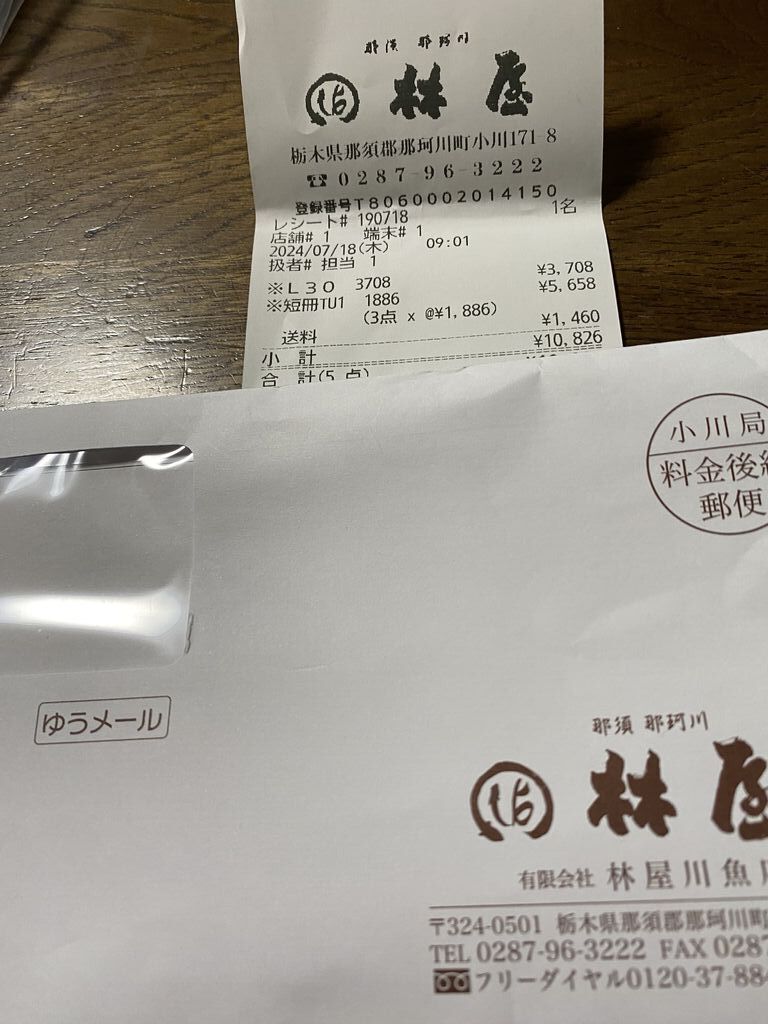 那須 那珂川
林屋
栃木県那須郡那珂川町小川171-8
☎0287-96-3222
登録番号T8060002014150
レシート# 190718 1名
店舗# 1 端末# 1
2024/07/18(木) 09:01
扱者# 担当 1
※L30 3708 ¥3,708
※短冊TU1 1886 ¥5,658
(3点 x @¥1,886)
送料 ¥1,460
小 計 ¥10,826
合 計(5 点)
小川局
料金後納
郵便
ゆうメール
那須 那珂川
林屋
有限会社 林屋川魚
〒324-0501 栃木県那須郡那珂川町
TEL 0287-96-3222 FAX 0287
フリーダイヤル0120-37-884